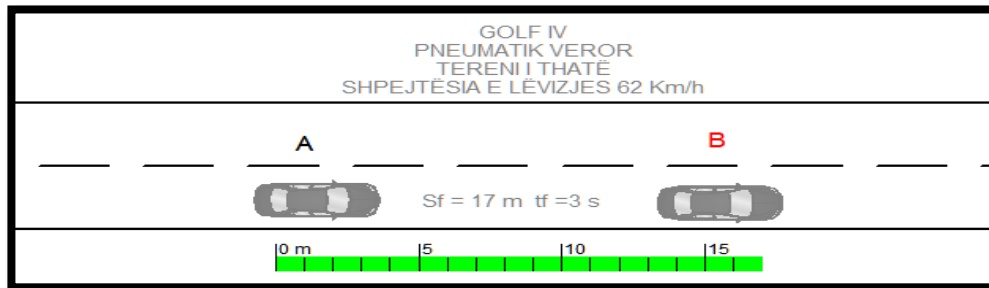 GOLF IV
PNEUMATIK VEROR
TERENI I THATË
SHPEJTËSIA E LËVIZJES 62 Km/h
A B
Sf = 17 m tf =3 s
0 m 5 10 15